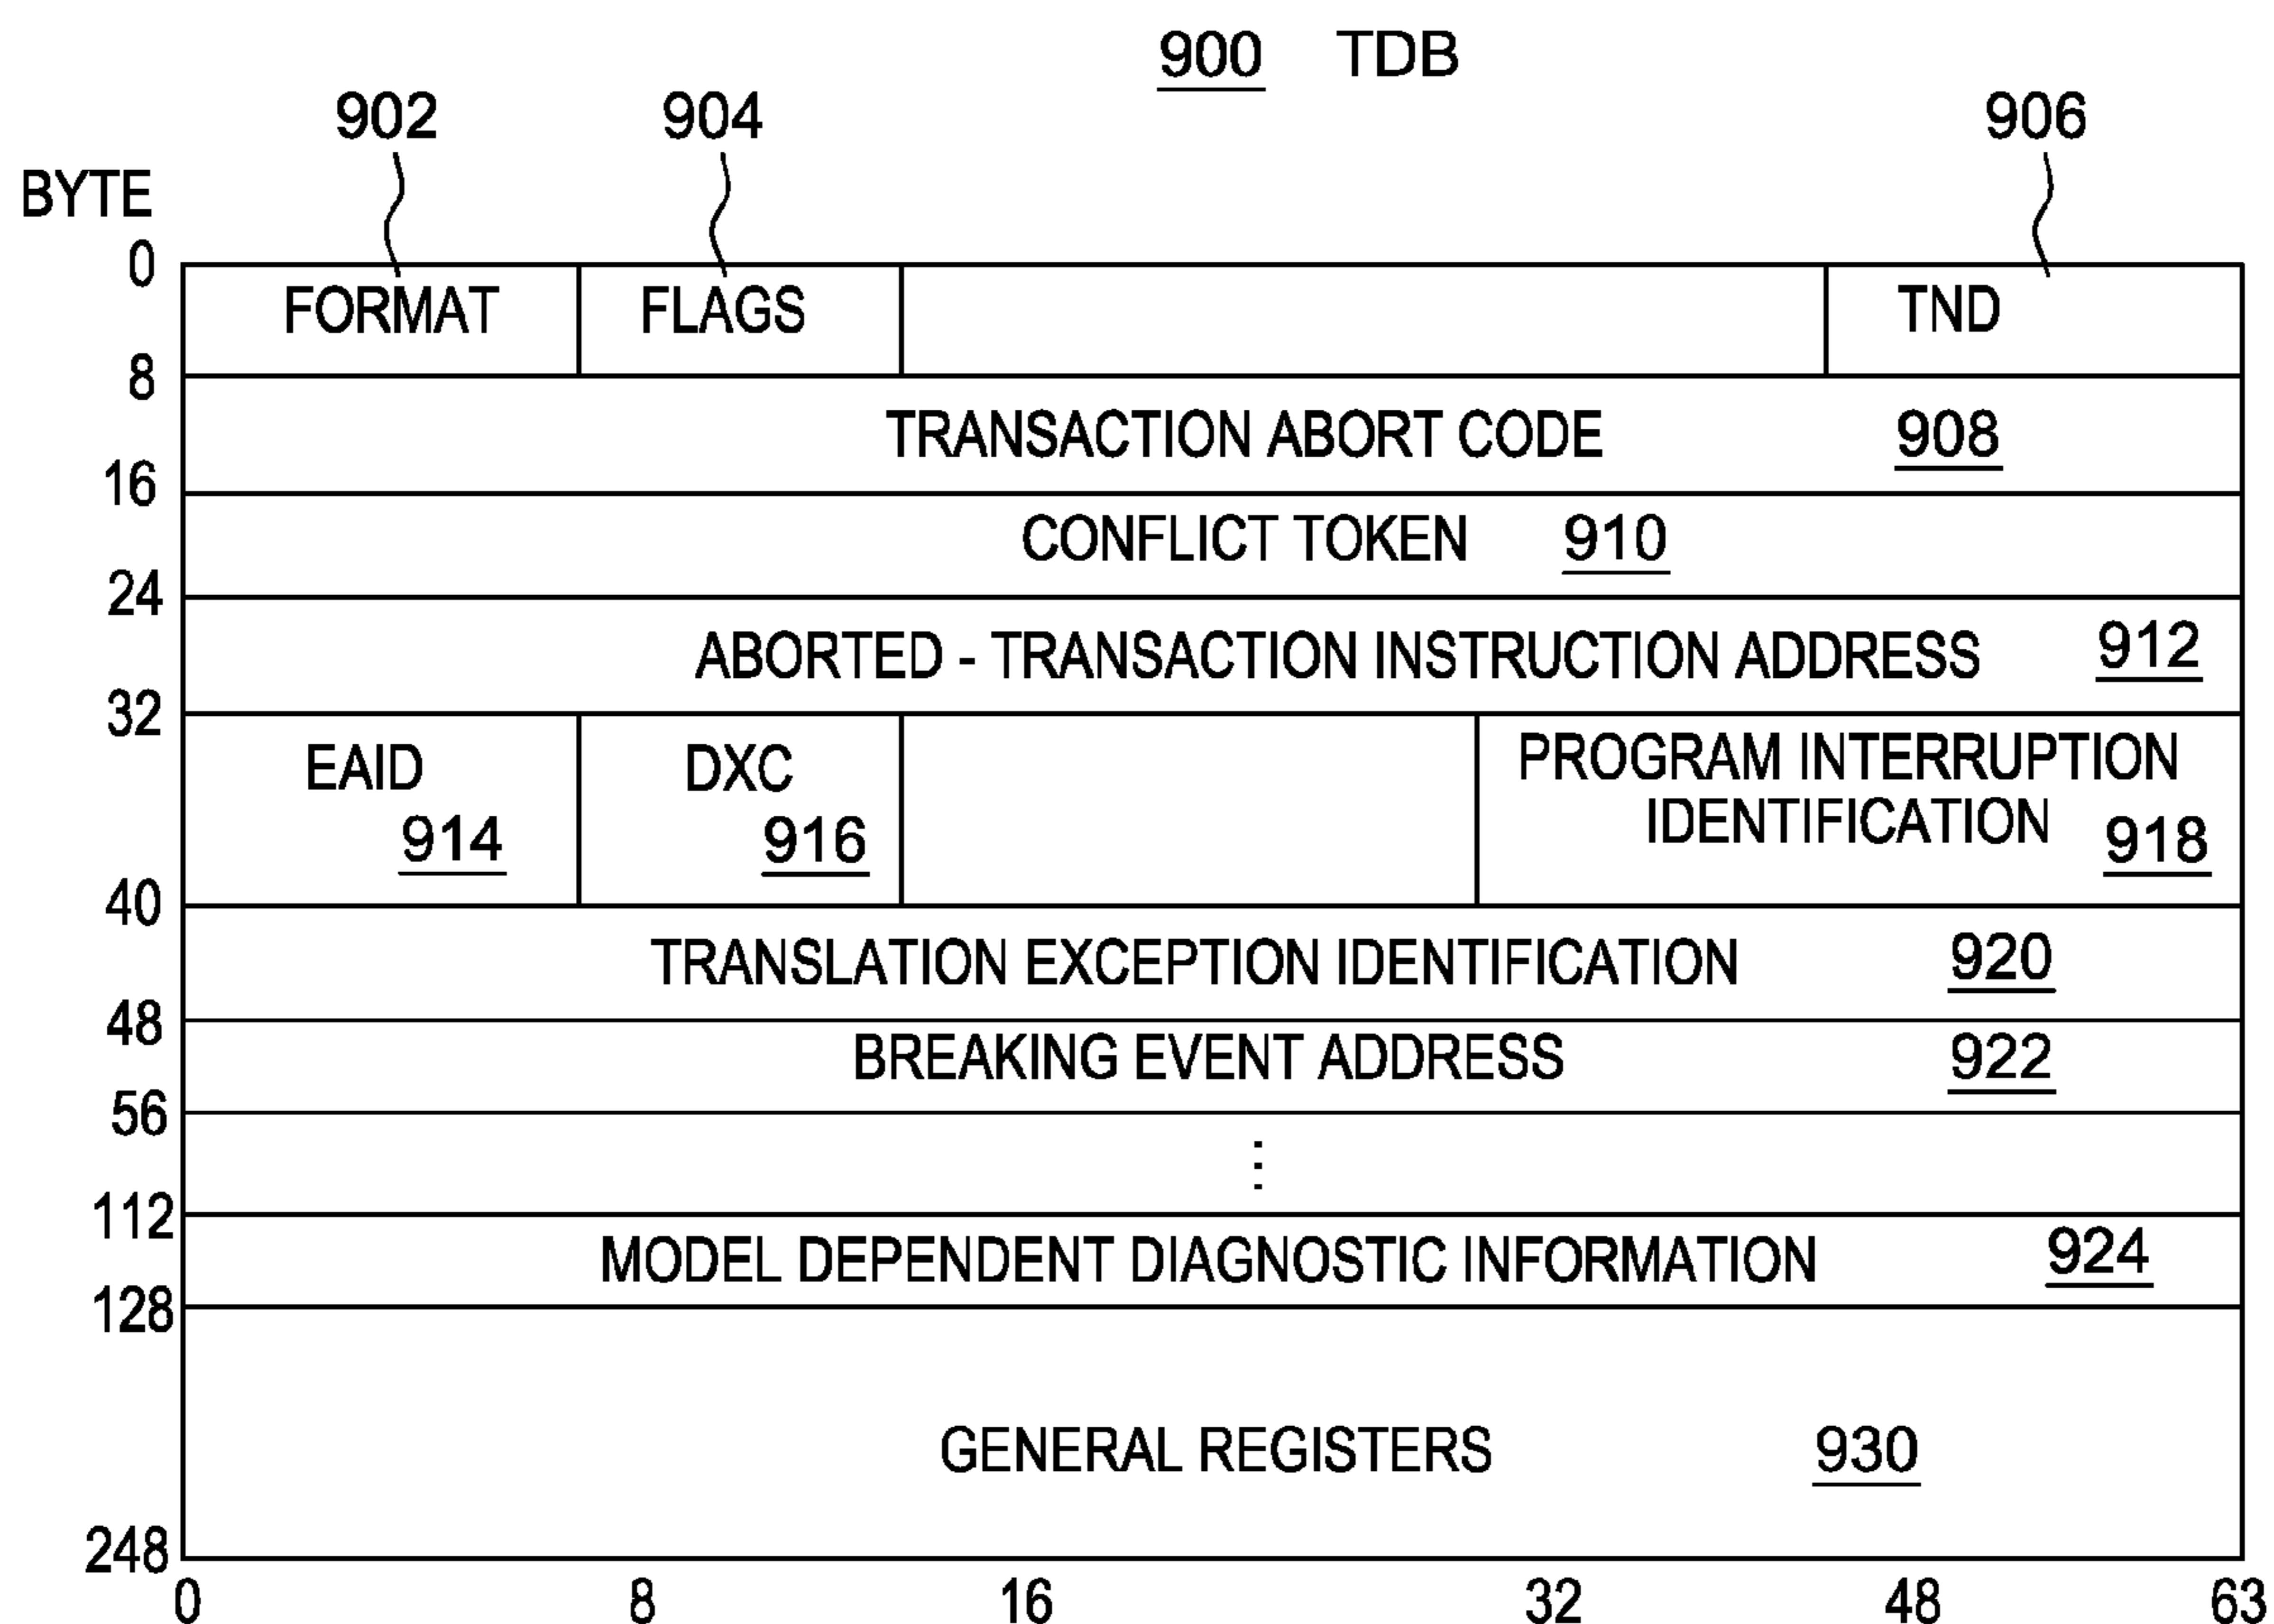 900 TDB
902 904 906
BYTE
0
FORMAT FLAGS TND
8
TRANSACTION ABORT CODE 908
16
CONFLICT TOKEN 910
24
ABORTED - TRANSACTION INSTRUCTION ADDRESS 912
32
EAID DXC PROGRAM INTERRUPTION
IDENTIFICATION
914 916 918
40
TRANSLATION EXCEPTION IDENTIFICATION 920
48
BREAKING EVENT ADDRESS 922
56
⋮
112
MODEL DEPENDENT DIAGNOSTIC INFORMATION 924
128
GENERAL REGISTERS 930
248
0 8 16 32 48 63